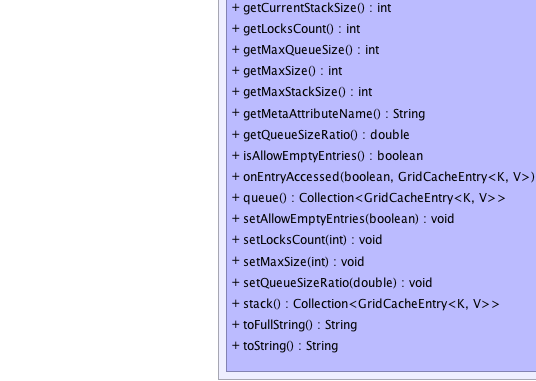 + getCurrentStackSize() : int
+ getLocksCount() : int
+ getMaxQueueSize() : int
+ getMaxSize() : int
+ getMaxStackSize() : int
+ getMetaAttributeName() : String
+ getQueueSizeRatio() : double
+ isAllowEmptyEntries() : boolean
+ onEntryAccessed(boolean, GridCacheEntry<K, V>)
+ queue() : Collection<GridCacheEntry<K, V>>
+ setAllowEmptyEntries(boolean) : void
+ setLocksCount(int) : void
+ setMaxSize(int) : void
+ setQueueSizeRatio(double) : void
+ stack() : Collection<GridCacheEntry<K, V>>
+ toFullString() : String
+ toString() : String